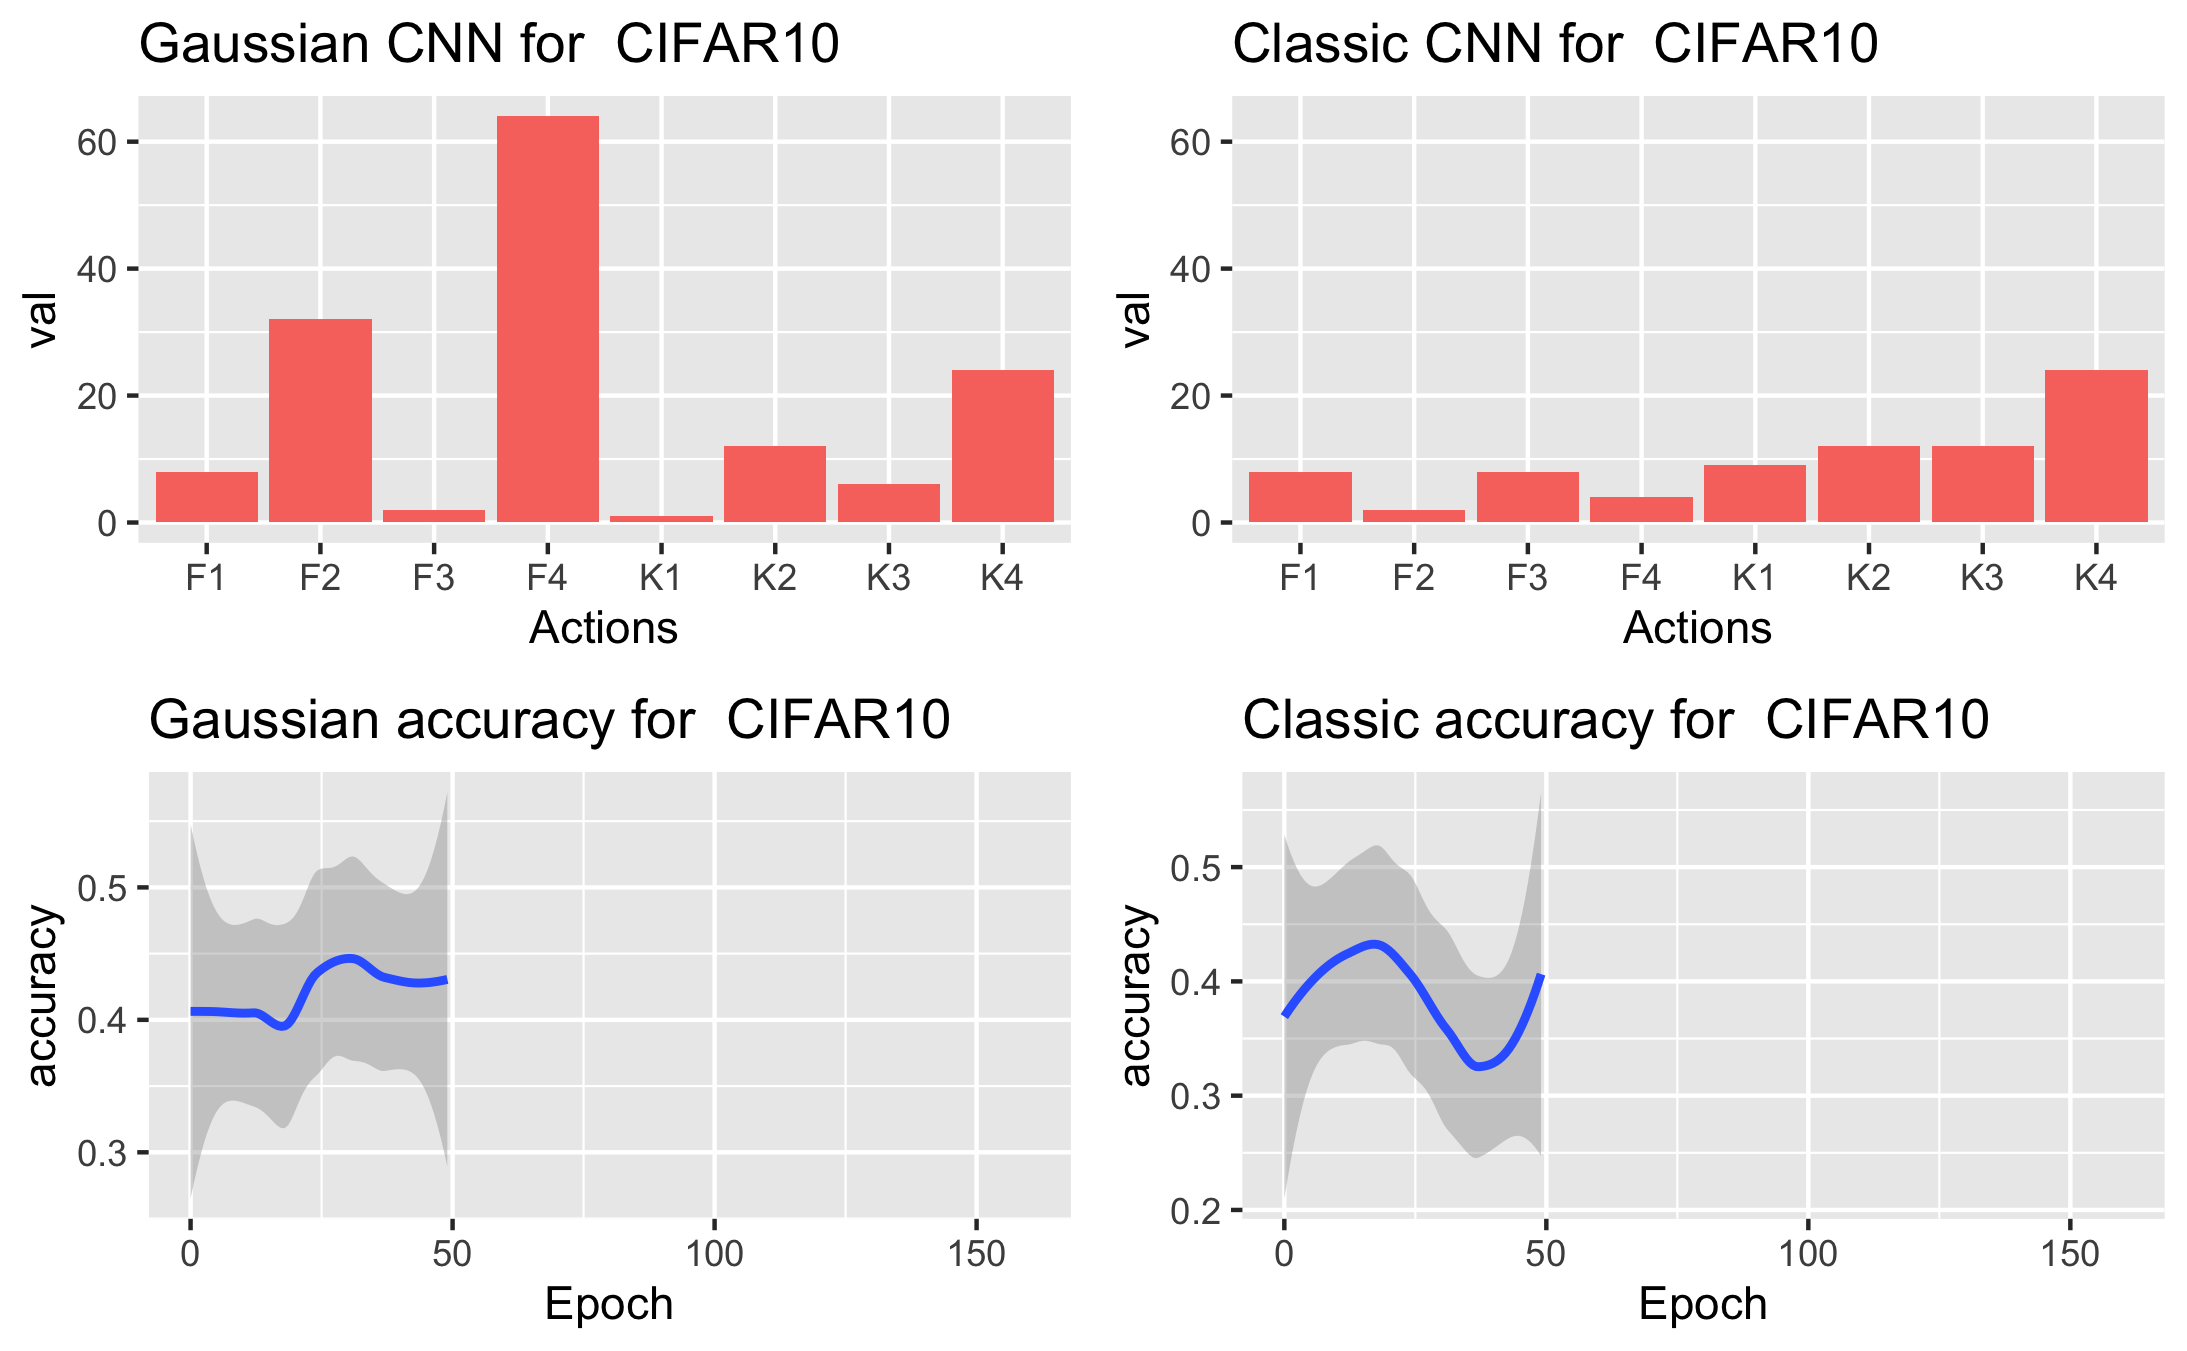 Gaussian CNN for  CIFAR10
60
40
20
0
val
F1 F2 F3 F4 K1 K2 K3 K4
Actions
Classic CNN for  CIFAR10
60
40
20
0
val
F1 F2 F3 F4 K1 K2 K3 K4
Actions
Gaussian accuracy for  CIFAR10
0.5
0.4
0.3
accuracy
0 50 100 150
Epoch
Classic accuracy for  CIFAR10
0.5
0.4
0.3
0.2
accuracy
0 50 100 150
Epoch